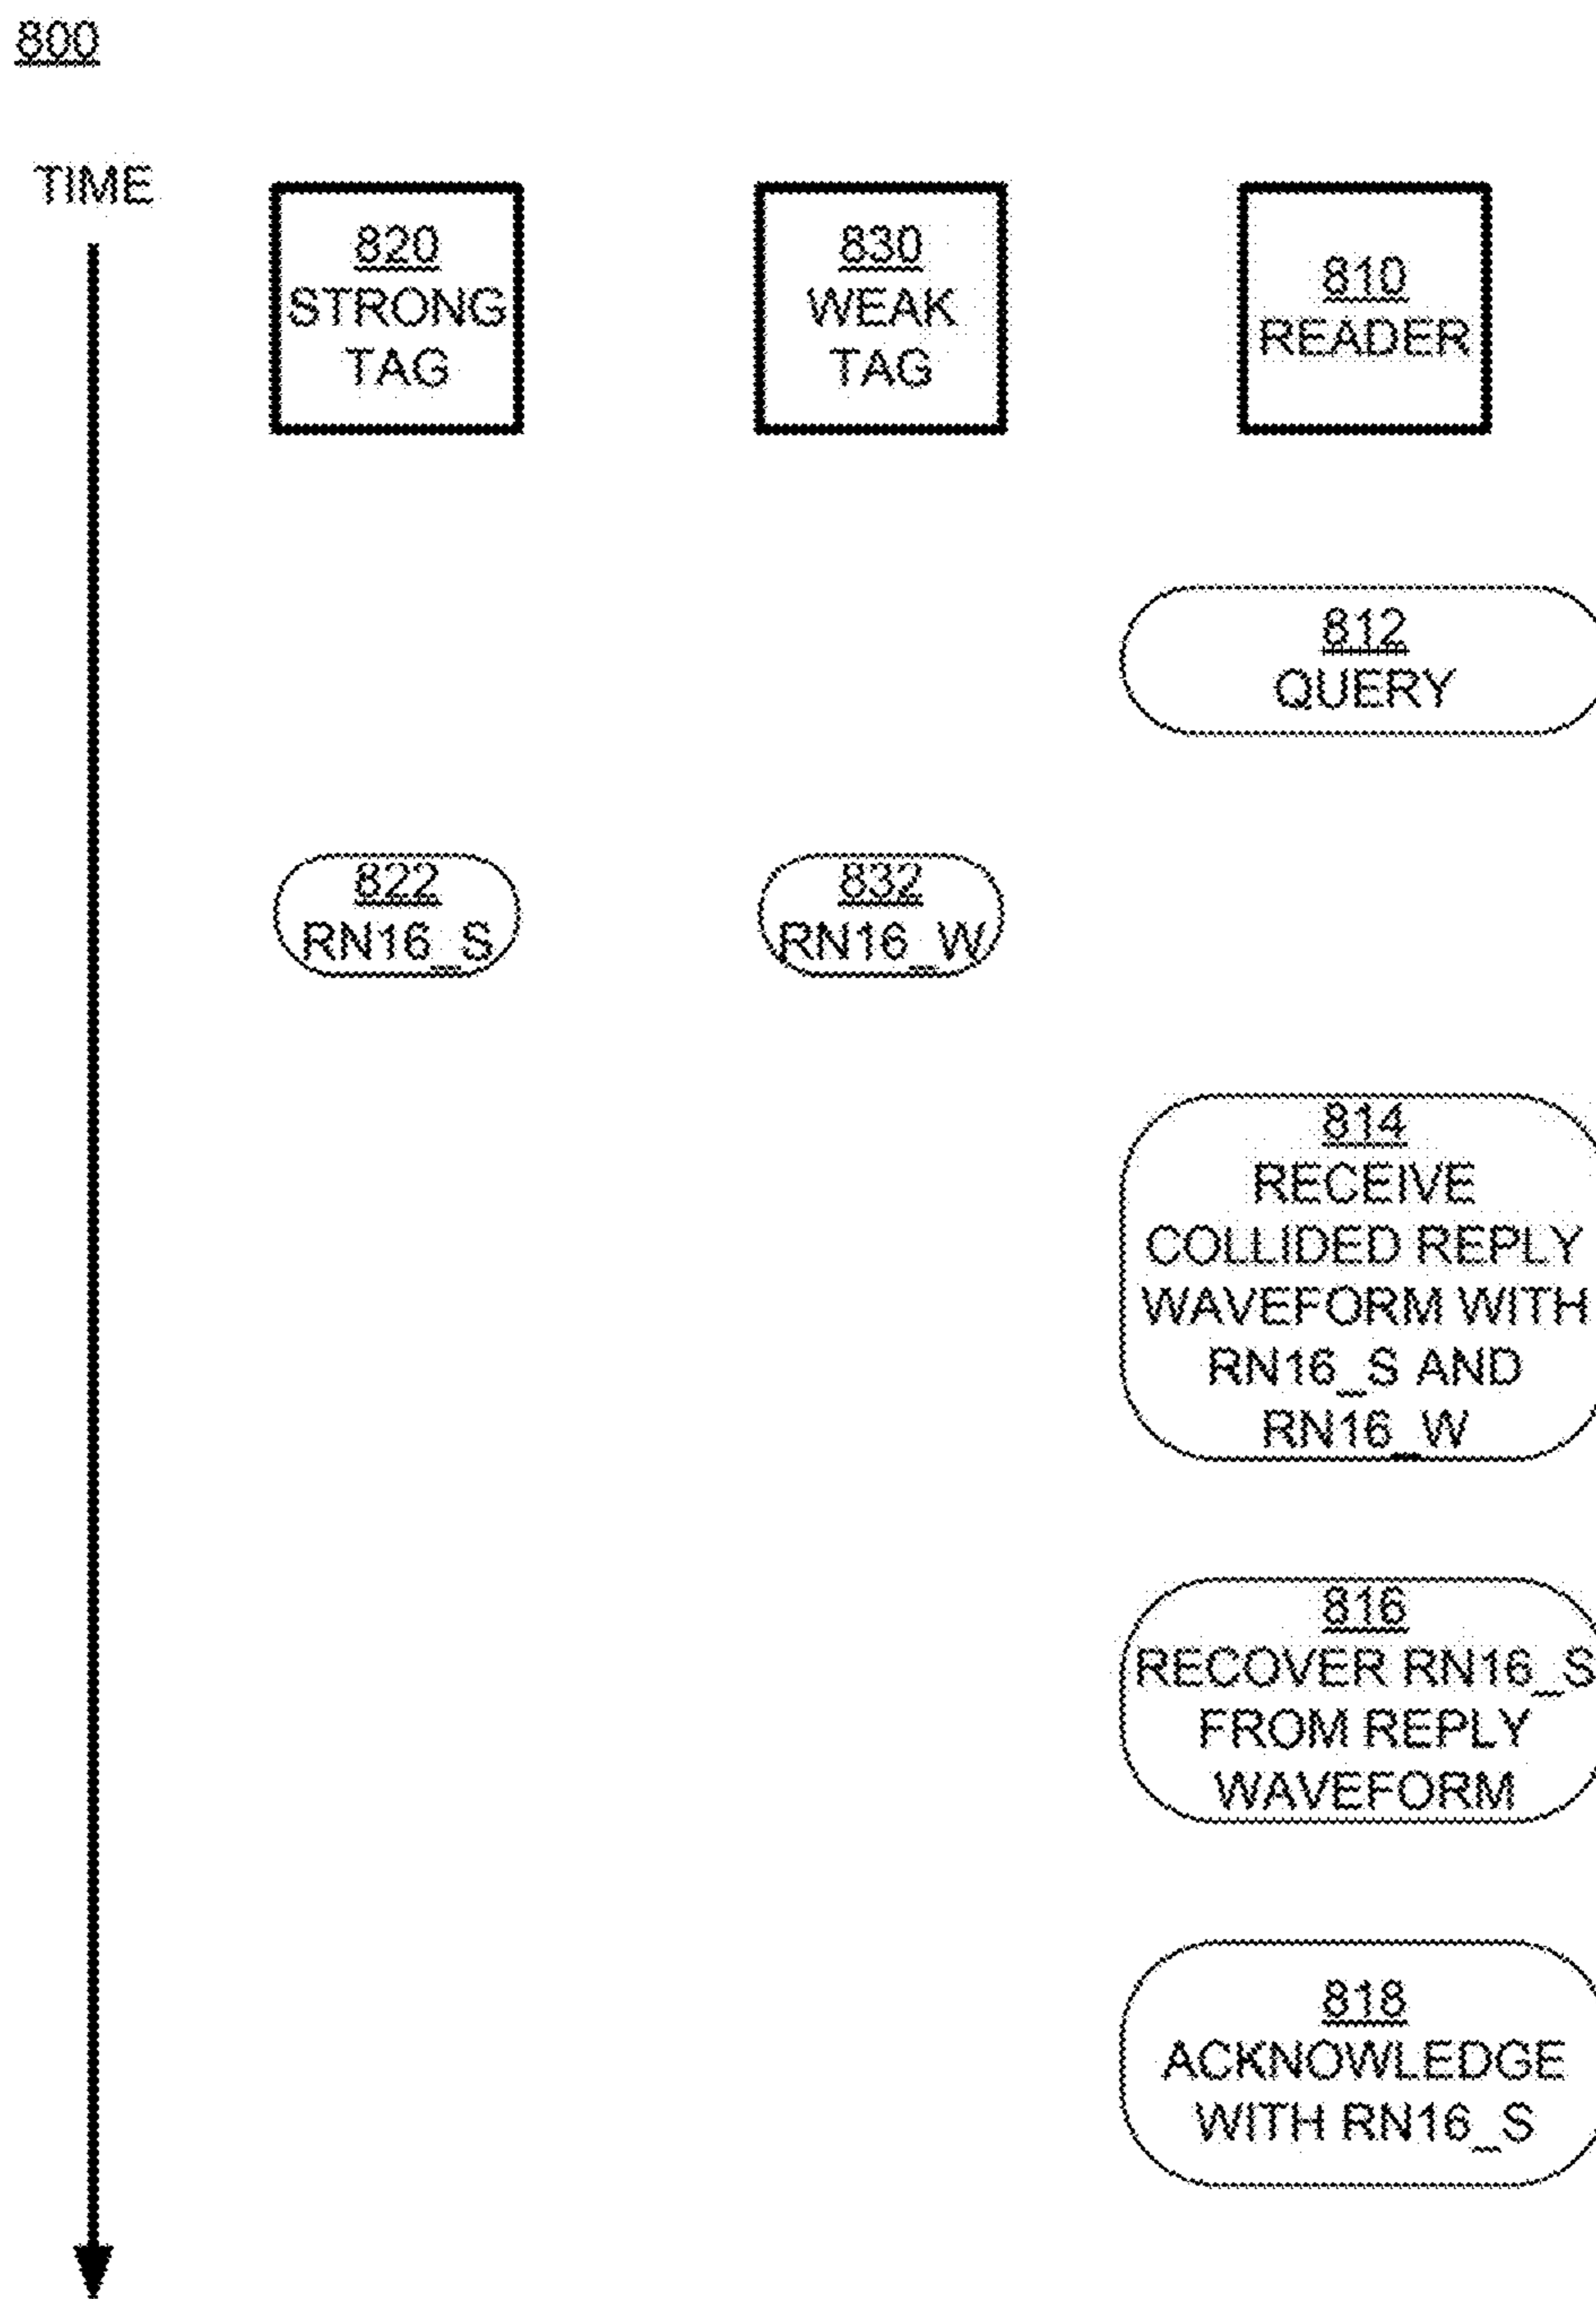 800
TIME
820
STRONG
TAG
830
WEAK
TAG
810
READER
812
QUERY
822
RN16_S
832
RN16_W
814
RECEIVE
COLLIDED REPLY
WAVEFORM WITH
RN16_S AND
RN16_W
816
RECOVER RN16_S
FROM REPLY
WAVEFORM
818
ACKNOWLEDGE
WITH RN16_S